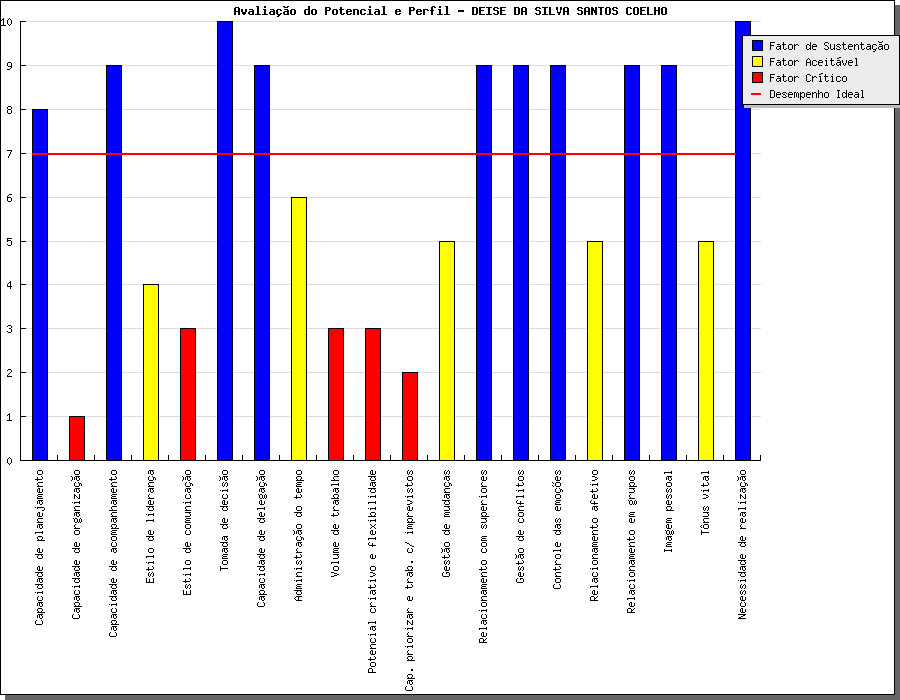 Avaliação do Potencial e Perfil - DEISE DA SILVA SANTOS COELHO
Fator de Sustentação
Fator Aceitável
Fator Crítico
Desempenho Ideal
10
9
8
7
6
5
4
3
2
1
0
Capacidade de planejamento
Capacidade de organização
Capacidade de acompanhamento
Estilo de liderança
Estilo de comunicação
Tomada de decisão
Capacidade de delegação
Administração do tempo
Volume de trabalho
Potencial criativo e flexibilidade
Cap. priorizar e trab. c/ imprevistos
Gestão de mudanças
Relacionamento com superiores
Gestão de conflitos
Controle das emoções
Relacionamento afetivo
Relacionamento em grupos
Imagem pessoal
Tônus vital
Necessidade de realização